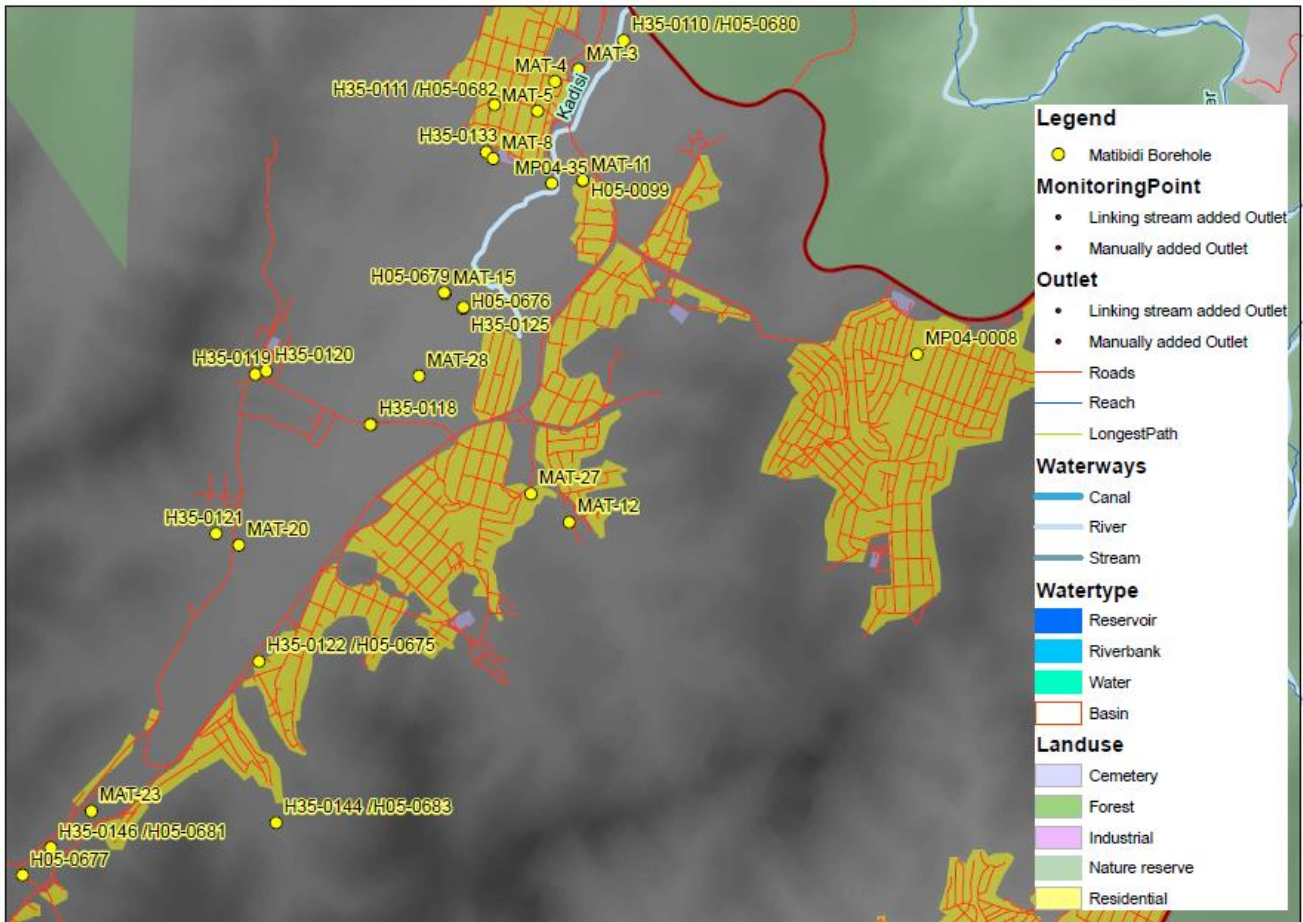 H35-0110 /H05-0680
MAT-3
MAT-4
Kadisi
H35-0111 /H05-0682
MAT-5
H35-0133
MAT-8
MP04-35
MAT-11
H05-0099
H05-0679
MAT-15
H05-0676
H35-0125
MAT-28
H35-0119
H35-0120
MP04-0008
H35-0118
MAT-27
MAT-12
H35-0121
MAT-20
H35-0122 /H05-0675
MAT-23
H35-0144 /H05-0683
H35-0146 /H05-0681
H05-0677
er
Legend
Matibidi Borehole
MonitoringPoint
Linking stream added Outlet
Manually added Outlet
Outlet
Linking stream added Outlet
Manually added Outlet
Roads
Reach
LongestPath
Waterways
Canal
River
Stream
Watertype
Reservoir
Riverbank
Water
Basin
Landuse
Cemetery
Forest
Industrial
Nature reserve
Residential